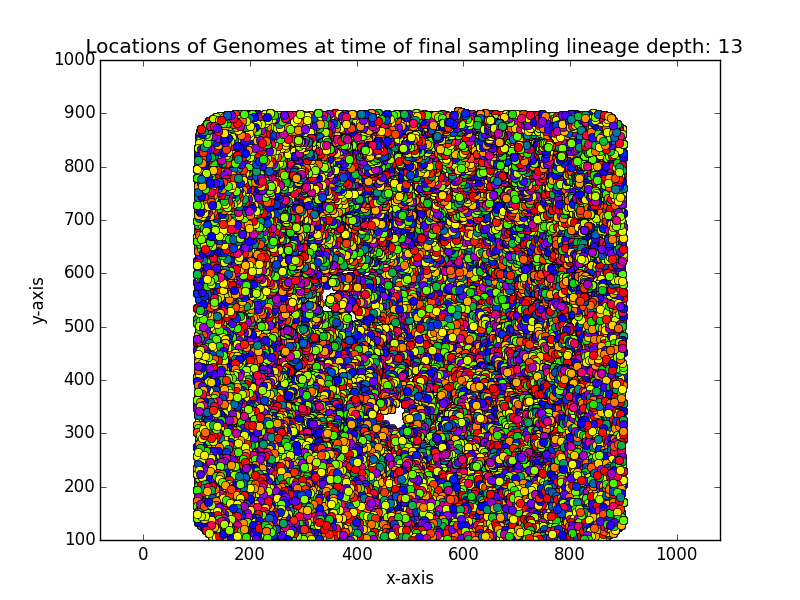 Locations of Genomes at time of final sampling lineage depth: 13
1000
900
800
700
600
500
400
300
200
100
y-axis
0 200 400 600 800 1000
x-axis